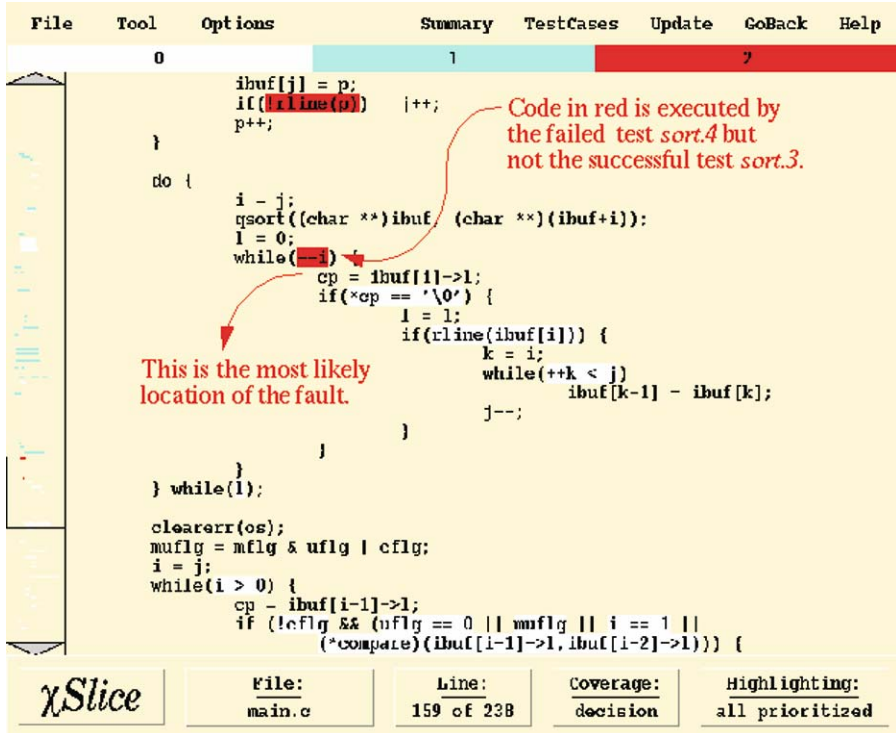 File Tool Options Summary TestCases Update GoBack Help
0 1 2
ibuf[j] = p;
if(!rline(p)) j++;
p++;
}
Code in red is executed by
the failed test sort.4 but
not the successful test sort.3.
do {
i = j;
qsort((char **)ibuf, (char **)(ibuf+i));
l = 0;
while(--i) {
cp = ibuf[i]->l;
if(*cp == '\0') {
l = 1;
if(rline(ibuf[i])) {
k = i;
while(++k < j)
ibuf[k-1] = ibuf[k];
j--;
}
}
}
} while(l);
This is the most likely
location of the fault.
clearerr(os);
muflg = mflg & uflg | cflg;
i = j;
while(i > 0) {
cp = ibuf[i-1]->l;
if (!cflg && (uflg == 0 || muflg || i == 1 ||
(*compare)(ibuf[i-1]->l,ibuf[i-2]->l))) {
χSlice
File: Line: Coverage: Highlighting:
main.c 159 of 238 decision all prioritized